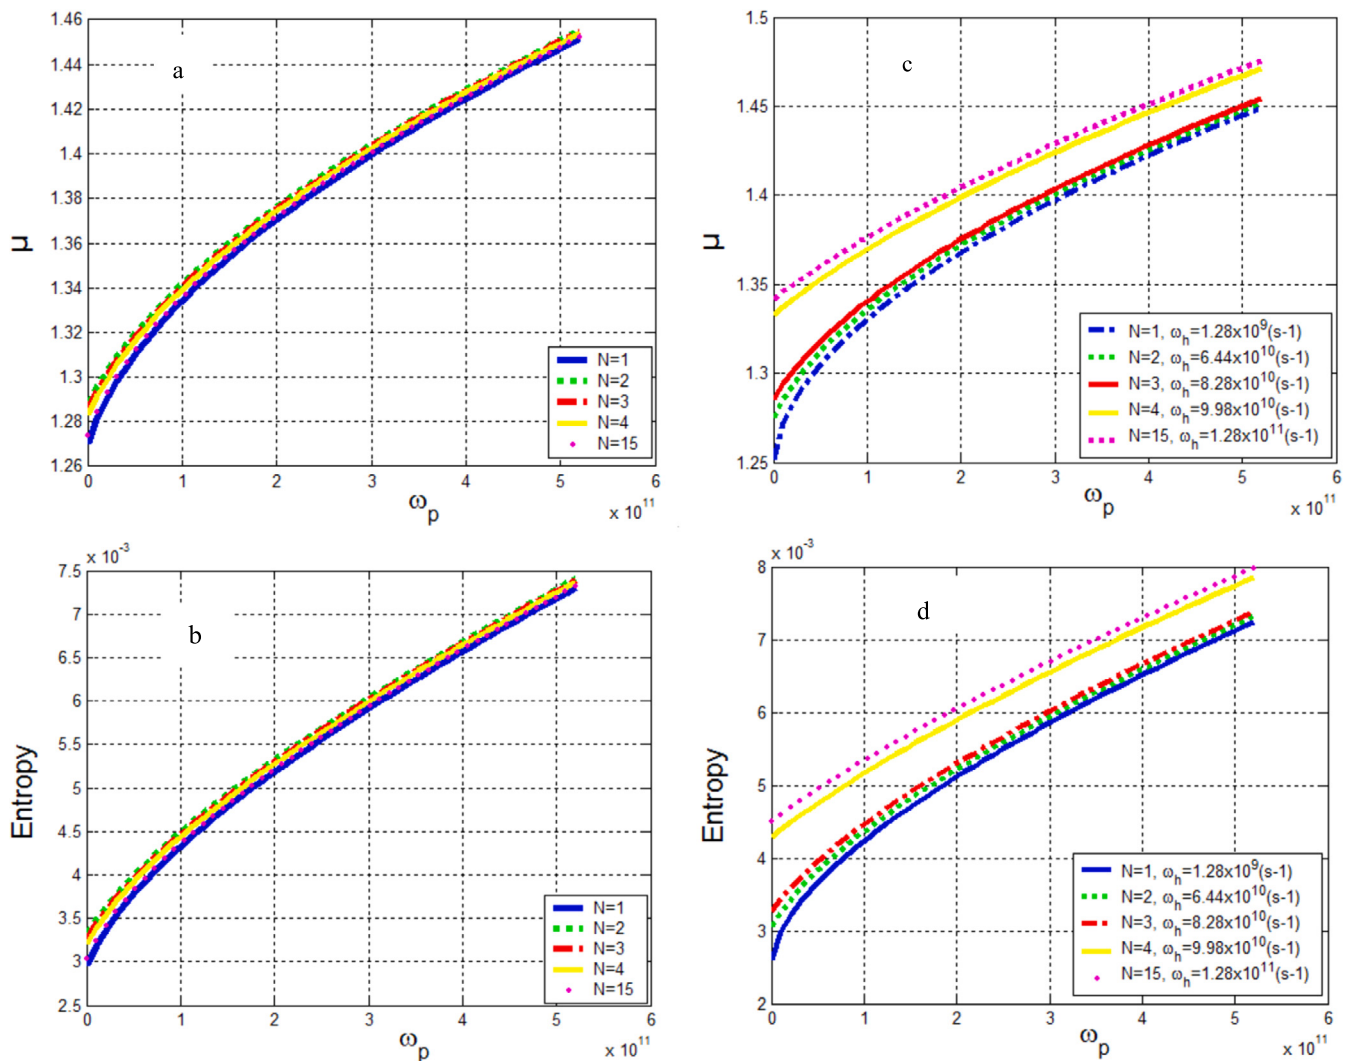 a
1.46
1.44
1.42
1.4
1.38
1.36
1.34
1.32
1.3
1.28
1.26
μ
N=1
N=2
N=3
N=4
N=15
0 1 2 3 4 5 6
ωp
x 10^11
c
1.5
1.45
1.4
1.35
1.3
1.25
μ
N=1, ωh=1.28x10^9(s-1)
N=2, ωh=6.44x10^10(s-1)
N=3, ωh=8.28x10^10(s-1)
N=4, ωh=9.98x10^10(s-1)
N=15, ωh=1.28x10^11(s-1)
0 1 2 3 4 5 6
ωp
x 10^11
x 10^-3
b
7.5
7
6.5
6
5.5
5
4.5
4
3.5
3
2.5
Entropy
N=1
N=2
N=3
N=4
N=15
0 1 2 3 4 5 6
ωp
x 10^11
x 10^-3
d
8
7
6
5
4
3
2
Entropy
N=1, ωh=1.28x10^9(s-1)
N=2, ωh=6.44x10^10(s-1)
N=3, ωh=8.28x10^10(s-1)
N=4, ωh=9.98x10^10(s-1)
N=15, ωh=1.28x10^11(s-1)
0 1 2 3 4 5 6
ωp
x 10^11